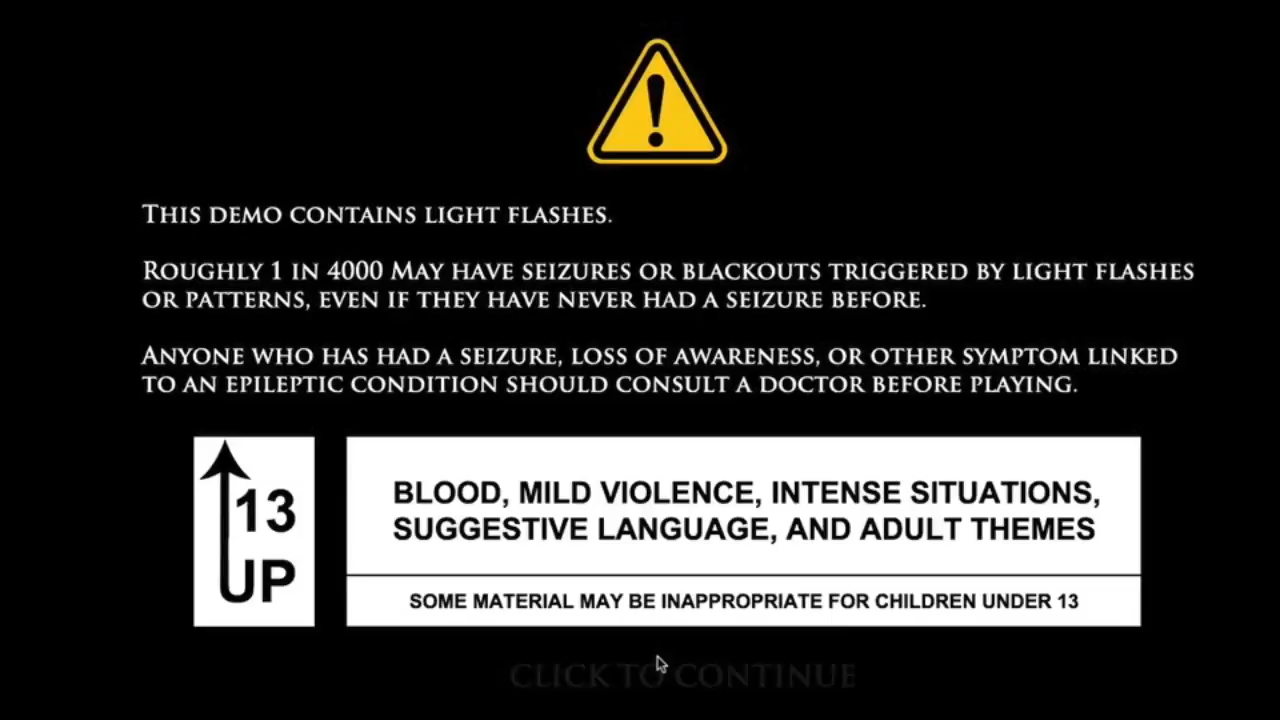 This demo contains light flashes.
Roughly 1 in 4000 May have seizures or blackouts triggered by light flashes
or patterns, even if they have never had a seizure before.
Anyone who has had a seizure, loss of awareness, or other symptom linked
to an epileptic condition should consult a doctor before playing.
13
UP
BLOOD, MILD VIOLENCE, INTENSE SITUATIONS,
SUGGESTIVE LANGUAGE, AND ADULT THEMES
SOME MATERIAL MAY BE INAPPROPRIATE FOR CHILDREN UNDER 13
CLICK TO CONTINUE